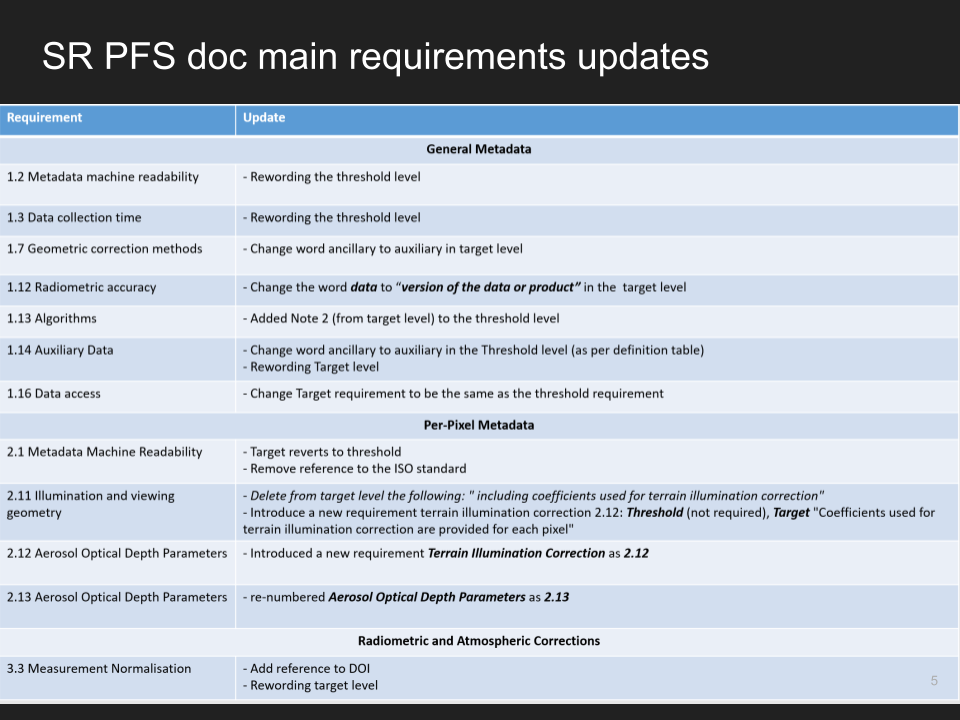 SR PFS doc main requirements updates
Requirement
Update
General Metadata
1.2 Metadata machine readability
- Rewording the threshold level
1.3 Data collection time
- Rewording the threshold level
1.7 Geometric correction methods
- Change word ancillary to auxiliary in target level
1.12 Radiometric accuracy
- Change the word data to “version of the data or product” in the target level
1.13 Algorithms
- Added Note 2 (from target level) to the threshold level
1.14 Auxiliary Data
- Change word ancillary to auxiliary in the Threshold level (as per definition table)
- Rewording Target level
1.16 Data access
- Change Target requirement to be the same as the threshold requirement
Per-Pixel Metadata
2.1 Metadata Machine Readability
- Target reverts to threshold
- Remove reference to the ISO standard
2.11 Illumination and viewing
geometry
- Delete from target level the following: " including coefficients used for terrain illumination correction"
- Introduce a new requirement terrain illumination correction 2.12: Threshold (not required), Target "Coefficients used for
terrain illumination correction are provided for each pixel"
2.12 Aerosol Optical Depth Parameters
- Introduced a new requirement Terrain Illumination Correction as 2.12
2.13 Aerosol Optical Depth Parameters
- re-numbered Aerosol Optical Depth Parameters as 2.13
Radiometric and Atmospheric Corrections
3.3 Measurement Normalisation
- Add reference to DOI
- Rewording target level
5